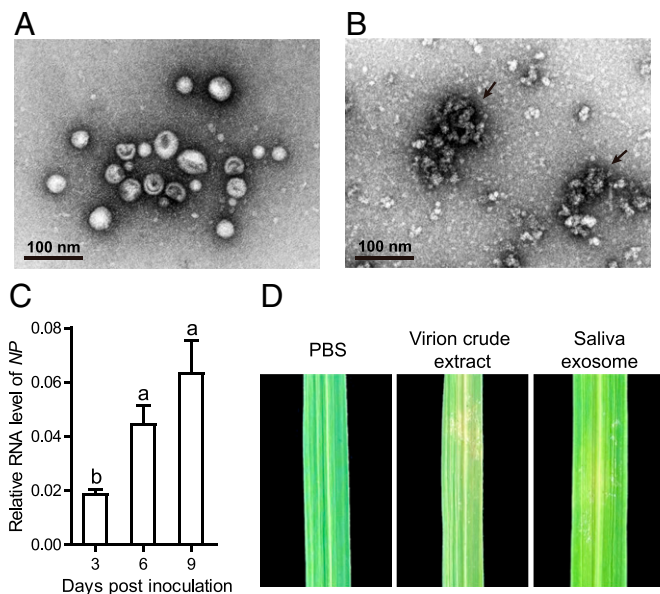 A
B
100 nm
100 nm
C
D
Relative RNA level of NP
0.08
0.06
0.04
0.02
0.00
b
a
a
3
6
9
Days post inoculation
PBS
Virion crude
extract
Saliva
exosome